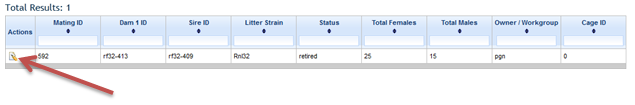 Total Results: 1
Actions Mating ID Dam 1 ID Sire ID Litter Strain Status Total Females Total Males Owner / Workgroup Cage ID
592 rf32-413 rf32-409 Rnl32 retired 25 15 pgn 0